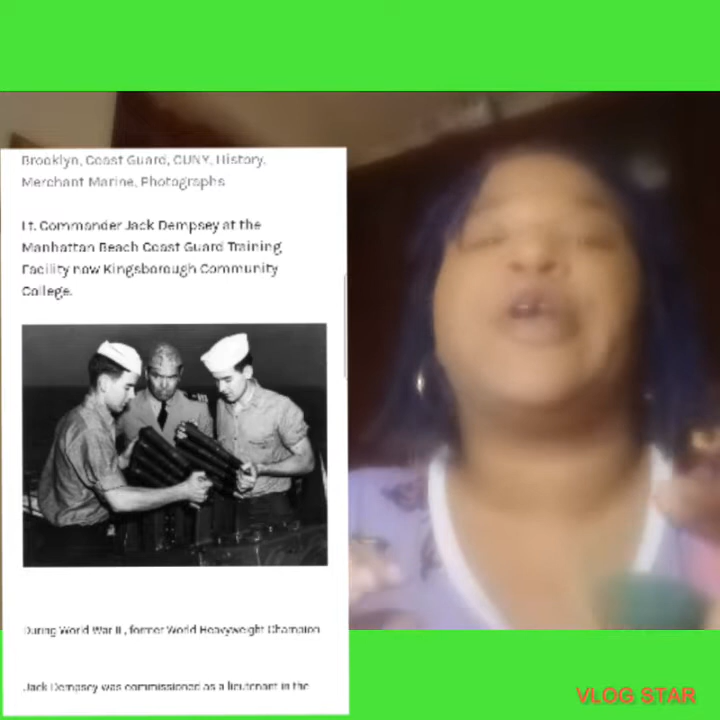 Brooklyn, Coast Guard, CUNY, History,
Merchant Marine, Photographs
Lt. Commander Jack Dempsey at the
Manhattan Beach Coast Guard Training
Facility now Kingsborough Community
College.
During World War II, former World Heavyweight Champion
Jack Dempsey was commissioned as a lieutenant in the
VLOG STAR